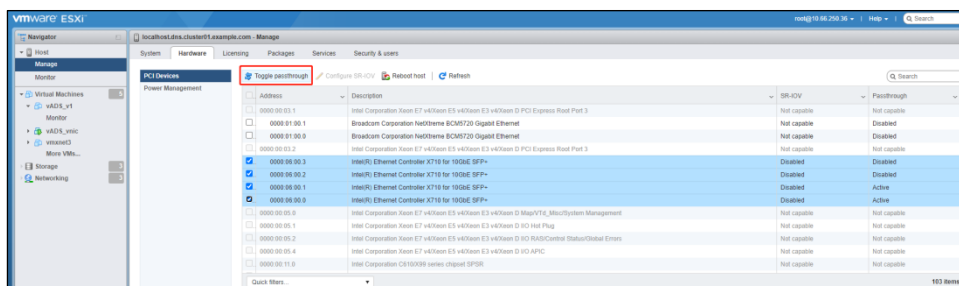 vmware ESXi
root@10.66.250.36 | Help | Search
Navigator
localhost.dns.cluster01.example.com - Manage
Host
Manage
Monitor
Virtual Machines 3
vADS_v1
Monitor
vADS_vnic
vmxnet3
More VMs...
Storage 3
Networking 3
System Hardware Licensing Packages Services Security & users
PCI Devices
Power Management
Toggle passthrough Configure SR-IOV Reboot host Refresh Search
Address Description SR-IOV Passthrough
0000:00:03.1 Intel Corporation Xeon E7 v4/Xeon E5 v4/Xeon E3 v4/Xeon D PCI Express Root Port 3 Not capable Not capable
0000:01:00.1 Broadcom Corporation NetXtreme BCM5720 Gigabit Ethernet Not capable Disabled
0000:01:00.0 Broadcom Corporation NetXtreme BCM5720 Gigabit Ethernet Not capable Disabled
0000:00:03.2 Intel Corporation Xeon E7 v4/Xeon E5 v4/Xeon E3 v4/Xeon D PCI Express Root Port 3 Not capable Not capable
0000:06:00.3 Intel(R) Ethernet Controller X710 for 10GbE SFP+ Disabled Disabled
0000:06:00.2 Intel(R) Ethernet Controller X710 for 10GbE SFP+ Disabled Disabled
0000:06:00.1 Intel(R) Ethernet Controller X710 for 10GbE SFP+ Disabled Active
0000:06:00.0 Intel(R) Ethernet Controller X710 for 10GbE SFP+ Disabled Active
0000:00:05.0 Intel Corporation Xeon E7 v4/Xeon E5 v4/Xeon E3 v4/Xeon D Map/VTd_Misc/System Management Not capable Not capable
0000:00:05.1 Intel Corporation Xeon E7 v4/Xeon E5 v4/Xeon E3 v4/Xeon D IIO Hot Plug Not capable Not capable
0000:00:05.2 Intel Corporation Xeon E7 v4/Xeon E5 v4/Xeon E3 v4/Xeon D IIO RAS/Control Status/Global Errors Not capable Not capable
0000:00:05.4 Intel Corporation Xeon E7 v4/Xeon E5 v4/Xeon E3 v4/Xeon D I/O APIC Not capable Not capable
0000:00:11.0 Intel Corporation C610/X99 series chipset SPSR Not capable Not capable
Quick filters... 103 items